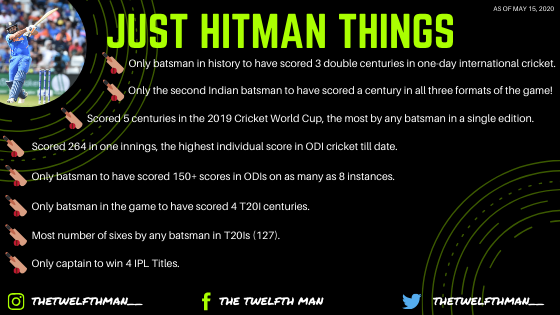 AS OF MAY 15, 2020
JUST HITMAN THINGS
Only batsman in history to have scored 3 double centuries in one-day international cricket.
Only the second Indian batsman to have scored a century in all three formats of the game!
Scored 5 centuries in the 2019 Cricket World Cup, the most by any batsman in a single edition.
Scored 264 in one innings, the highest individual score in ODI cricket till date.
Only batsman to have scored 150+ scores in ODIs on as many as 8 instances.
Only batsman in the game to have scored 4 T20I centuries.
Most number of sixes by any batsman in T20Is (127).
Only captain to win 4 IPL Titles.
THETWELFTHMAN__
THE TWELFTH MAN
THETWELFTHMAN__